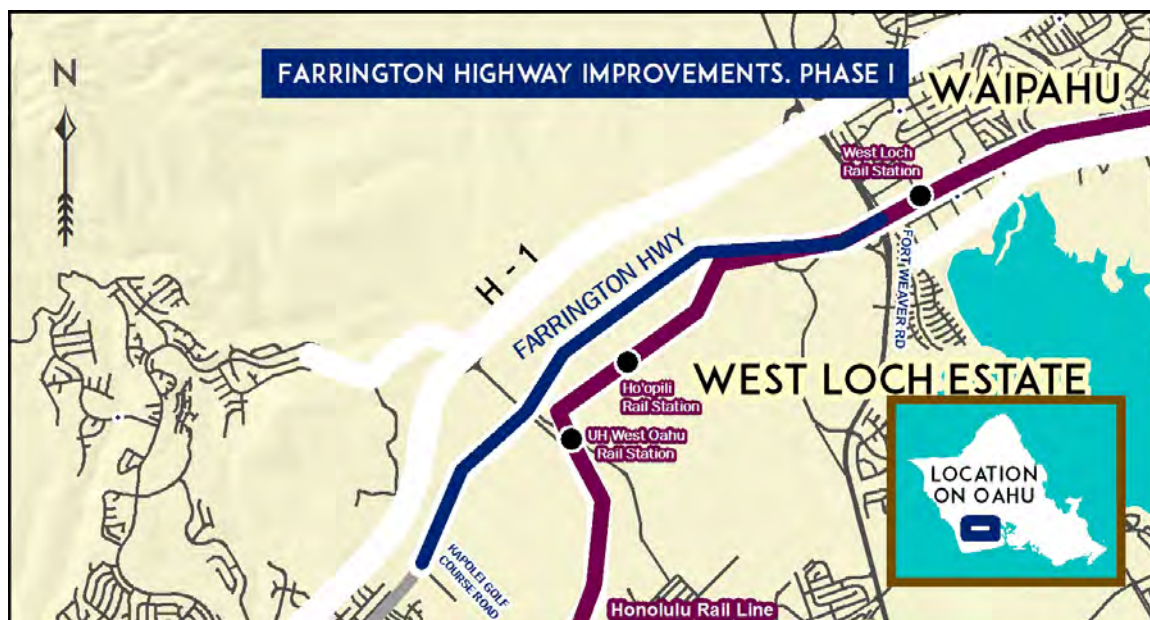 FARRINGTON HIGHWAY IMPROVEMENTS. PHASE I
N
WAIPAHU
West Loch
Rail Station
H - 1
FARRINGTON HWY
FORT WEAVER RD
Ho'opili
Rail Station
WEST LOCH ESTATE
UH West Oahu
Rail Station
LOCATION
ON OAHU
KAPOLEI GOLF
COURSE ROAD
Honolulu Rail Line